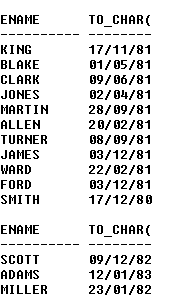 ENAME      TO_CHAR(
---------- --------
KING       17/11/81
BLAKE      01/05/81
CLARK      09/06/81
JONES      02/04/81
MARTIN     28/09/81
ALLEN      20/02/81
TURNER     08/09/81
JAMES      03/12/81
WARD       22/02/81
FORD       03/12/81
SMITH      17/12/80
ENAME      TO_CHAR(
---------- --------
SCOTT      09/12/82
ADAMS      12/01/83
MILLER     23/01/82